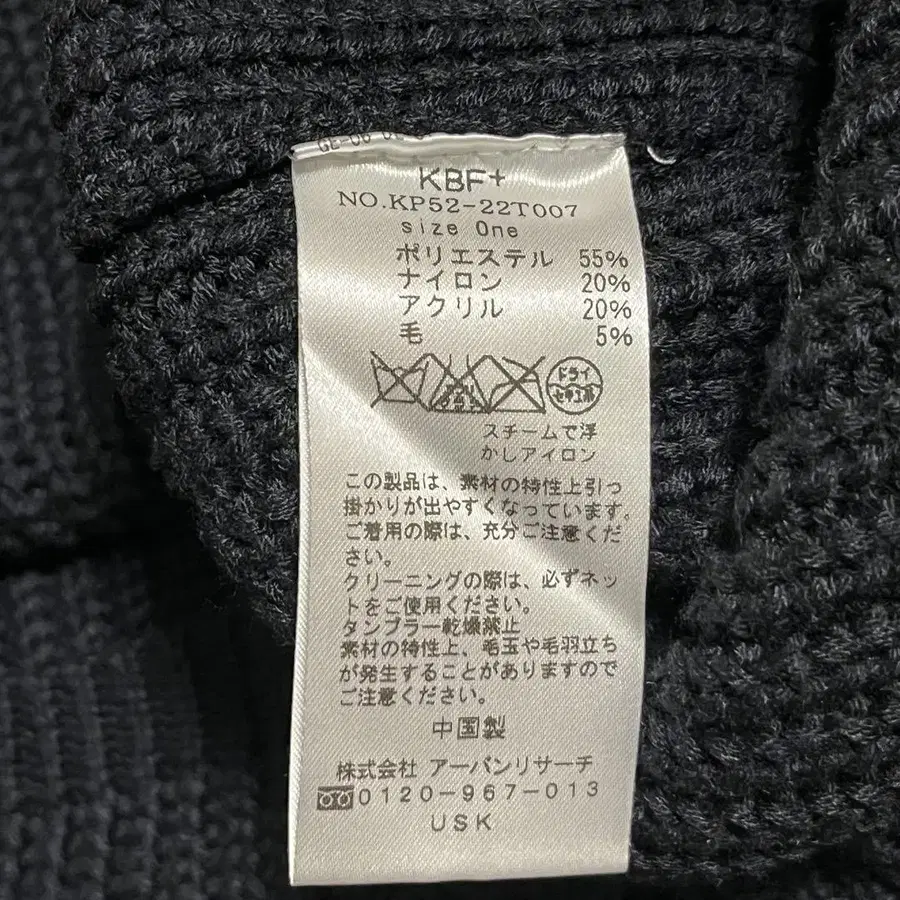 KBF+
NO.KP52-22T007
size One
ポリエステル 55%
ナイロン 20%
アクリル 20%
毛 5%
ドライ
セキユ系
スチームで浮
かしアイロン
この製品は、素材の特性上引っ
掛かりが出やすくなっています。
ご着用の際は、充分ご注意くだ
さい。
クリーニングの際は、必ずネッ
トをご使用ください。
タンブラー乾燥禁止
素材の特性上、毛玉や毛羽立ち
が発生することがありますので
ご注意ください。
中国製
株式会社 アーバンリサーチ
0120-967-013
USK